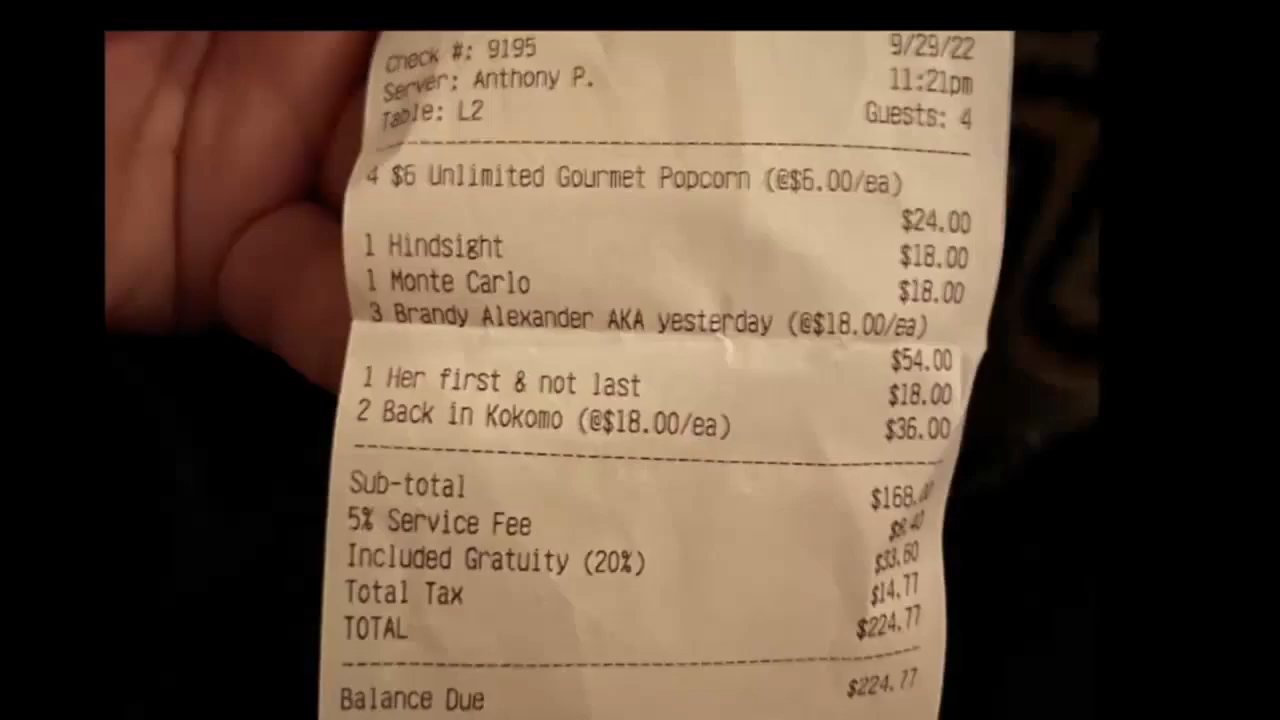 Check #: 9195
9/29/22
Server: Anthony P.
11:21pm
Table: L2
Guests: 4
4 $6 Unlimited Gourmet Popcorn (@$6.00/ea)
$24.00
1 Hindsight
$18.00
1 Monte Carlo
$18.00
3 Brandy Alexander AKA yesterday (@$18.00/ea)
$54.00
1 Her first & not last
$18.00
2 Back in Kokomo (@$18.00/ea)
$36.00
Sub-total
$168.00
5% Service Fee
$8.40
Included Gratuity (20%)
$33.60
Total Tax
$14.77
TOTAL
$224.77
Balance Due
$224.77